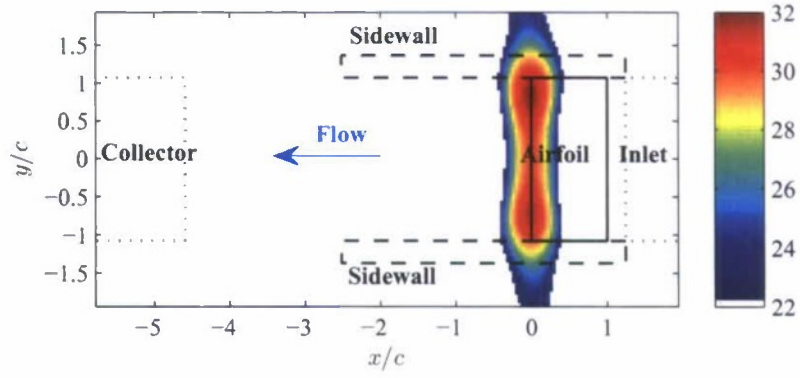 1.5
1
0.5
0
−0.5
−1
−1.5
y/c
Sidewall
Collector
Flow
Airfoil
Inlet
Sidewall
−5 −4 −3 −2 −1 0 1
x/c
32
30
28
26
24
22